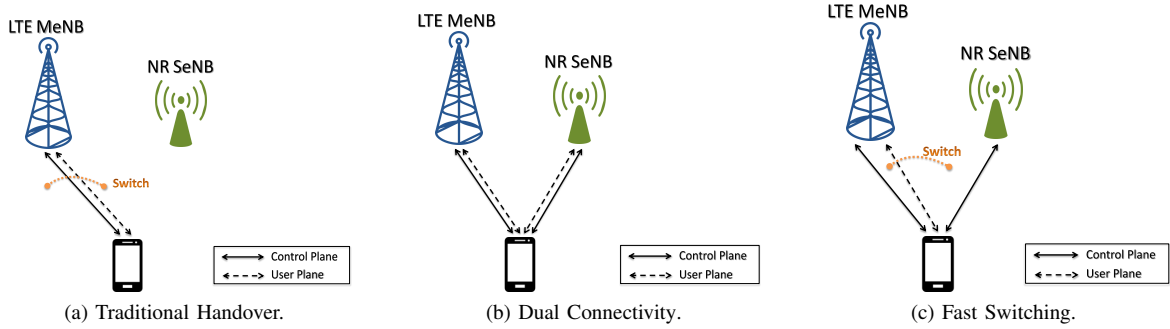 LTE MeNB
NR SeNB
Switch
Control Plane
User Plane
(a) Traditional Handover.
LTE MeNB
NR SeNB
Control Plane
User Plane
(b) Dual Connectivity.
LTE MeNB
NR SeNB
Switch
Control Plane
User Plane
(c) Fast Switching.